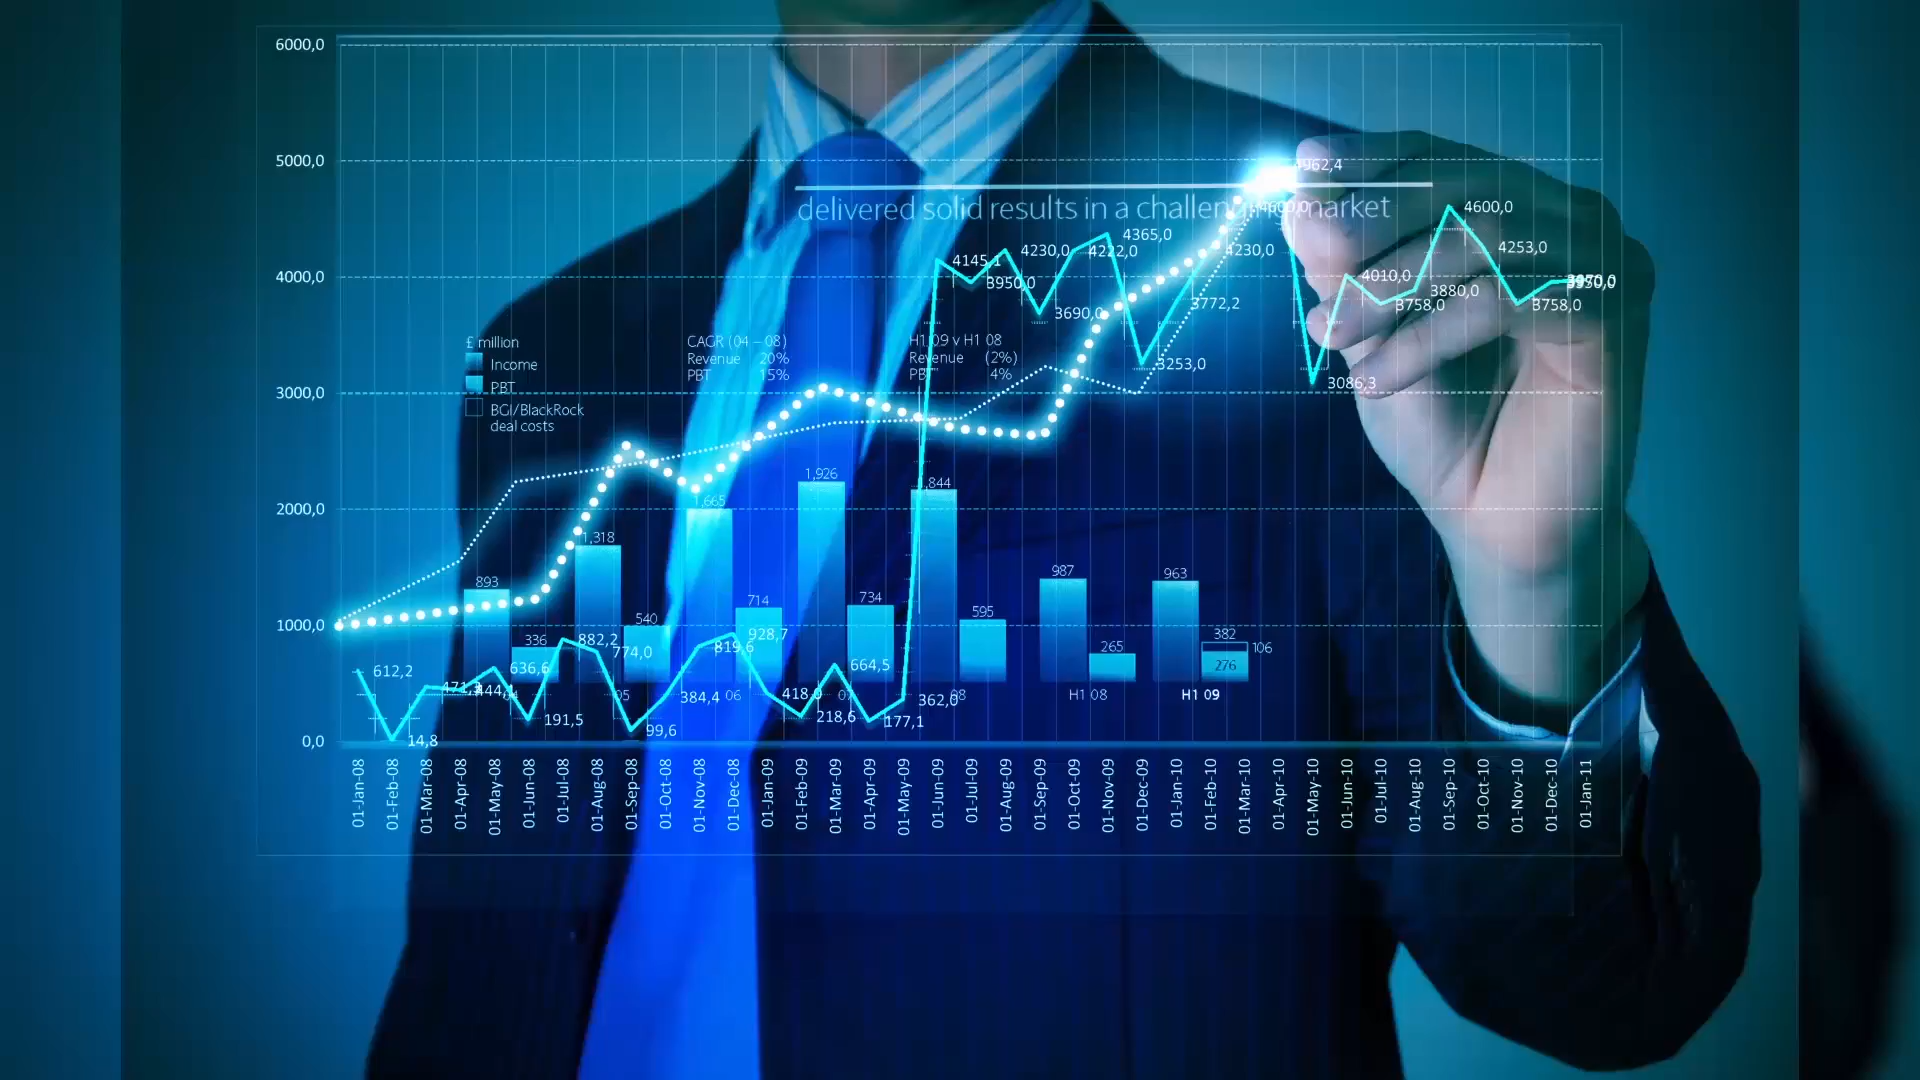 6000,0
5000,0
4962,4
delivered solid results in a challen
market
4600,0
4600,0
4365,0
4230,0
4222,0
4230,0
4253,0
4145,1
4000,0
3950,0
4010,0
3880,0
3772,2
3758,0
3758,0
3690,0
£ million
CAGR (04 – 08)
H1 09 v H1 08
Income
Revenue 20%
Revenue (2%)
3253,0
PBT
PBT 15%
4%
3086,3
3000,0
BGI/BlackRock
deal costs
1,926
1,844
1,665
2000,0
1,318
987
963
893
714
734
595
540
1000,0
336
882,2
774,0
928,7
819,6
265
382
106
276
612,2
636,6
664,5
444,4
05
384,4
06
418,0
362,0
08
H1 08
H1 09
191,5
99,6
218,6
177,1
0,0
14,8
01-Jan-08
01-Feb-08
01-Mar-08
01-Apr-08
01-May-08
01-Jun-08
01-Jul-08
01-Aug-08
01-Sep-08
01-Oct-08
01-Nov-08
01-Dec-08
01-Jan-09
01-Feb-09
01-Mar-09
01-Apr-09
01-May-09
01-Jun-09
01-Jul-09
01-Aug-09
01-Sep-09
01-Oct-09
01-Nov-09
01-Dec-09
01-Jan-10
01-Feb-10
01-Mar-10
01-Apr-10
01-May-10
01-Jun-10
01-Jul-10
01-Aug-10
01-Sep-10
01-Oct-10
01-Nov-10
01-Dec-10
01-Jan-11